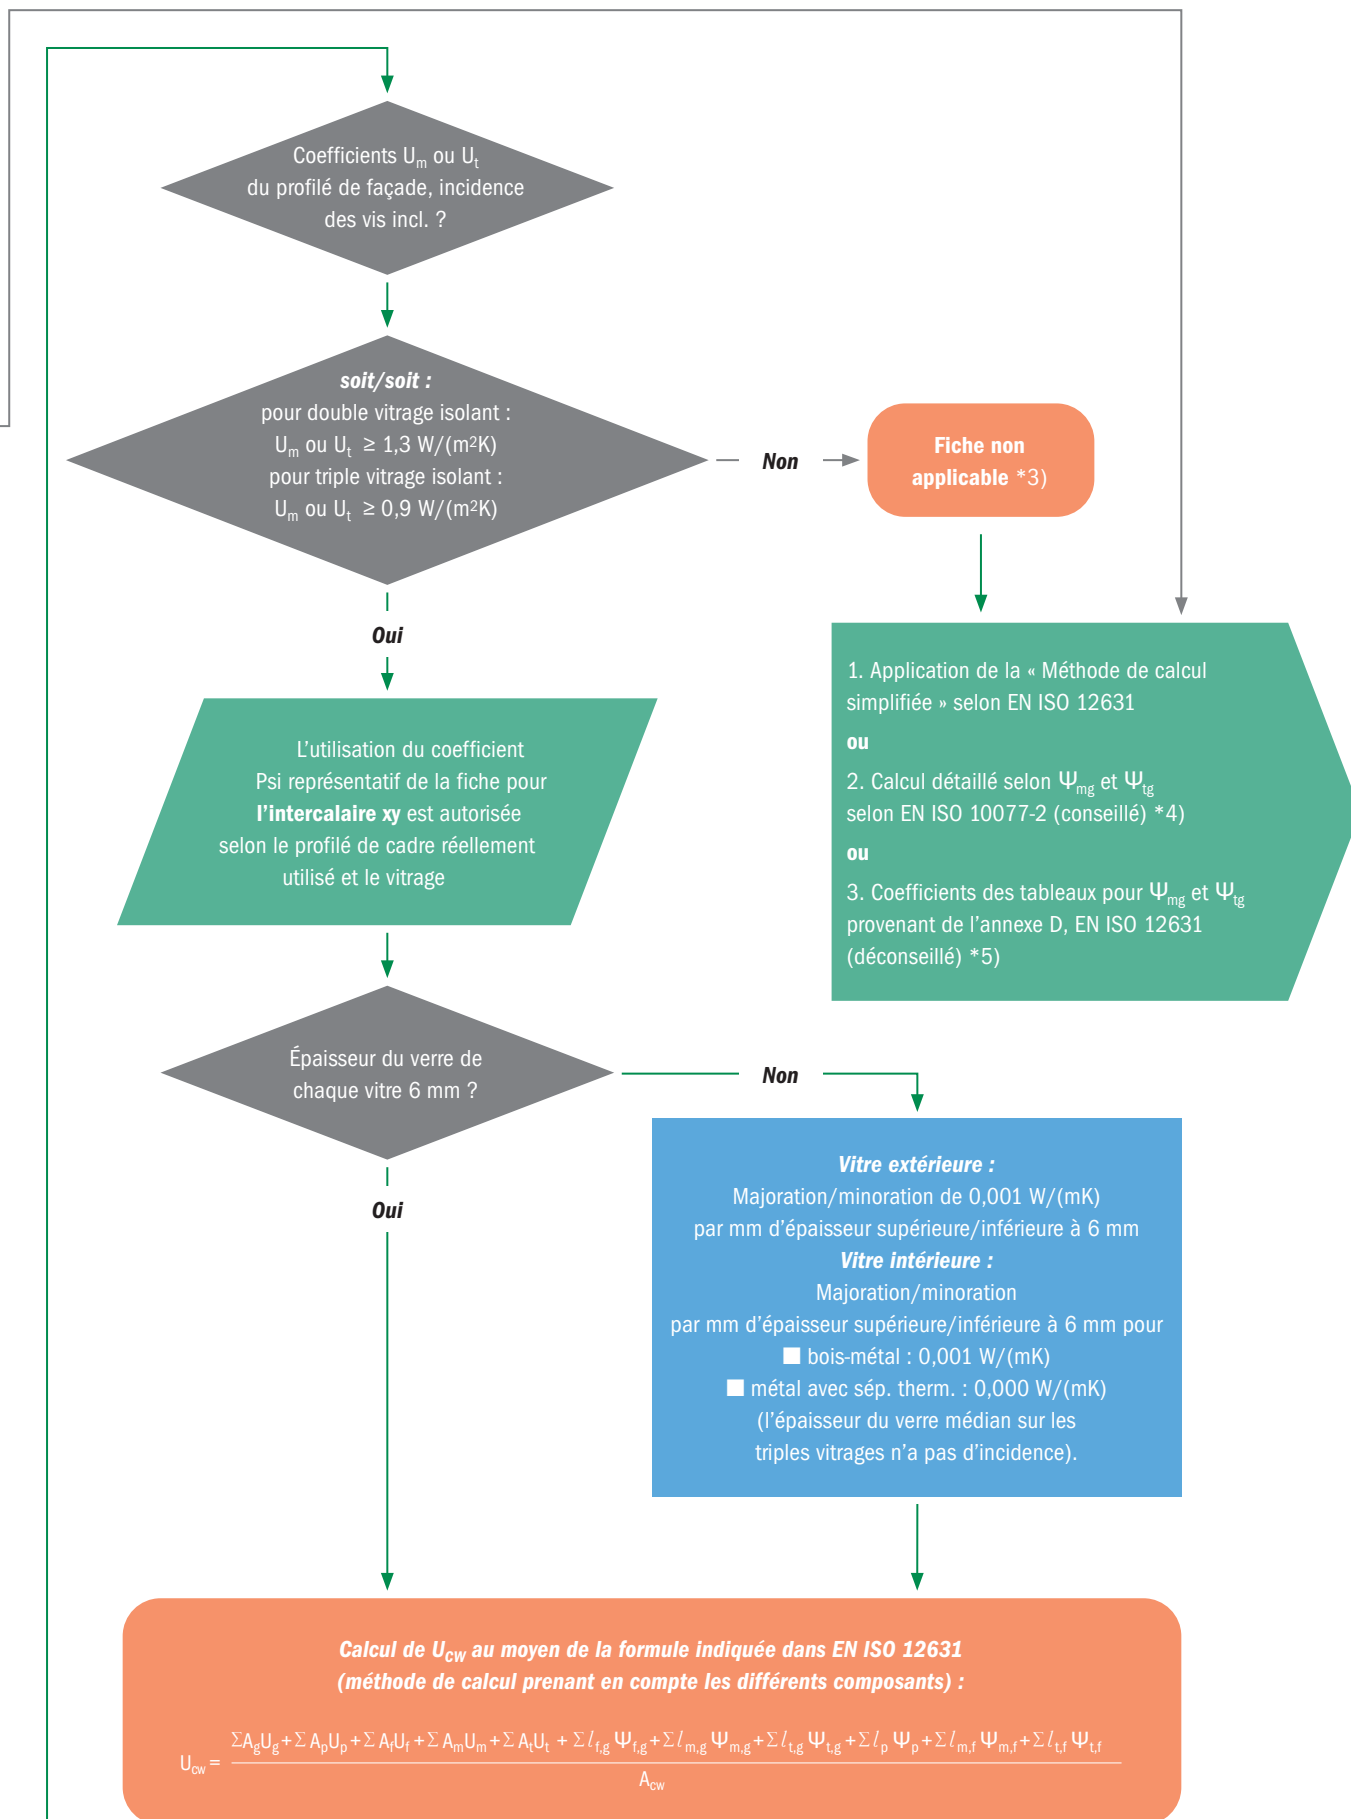 Coefficients Uₘ ou Uₜ
du profilé de façade, incidence
des vis incl. ?
soit/soit :
pour double vitrage isolant :
Uₘ ou Uₜ ≥ 1,3 W/(m²K)
pour triple vitrage isolant :
Uₘ ou Uₜ ≥ 0,9 W/(m²K)
Non
Fiche non
applicable *3)
Oui
1. Application de la « Méthode de calcul
simplifiée » selon EN ISO 12631
ou
2. Calcul détaillé selon Ψmg et Ψtg
selon EN ISO 10077-2 (conseillé) *4)
ou
3. Coefficients des tableaux pour Ψmg et Ψtg
provenant de l'annexe D, EN ISO 12631
(déconseillé) *5)
L'utilisation du coefficient
Psi représentatif de la fiche pour
l'intercalaire xy est autorisée
selon le profilé de cadre réellement
utilisé et le vitrage
Épaisseur du verre de
chaque vitre 6 mm ?
Non
Oui
Vitre extérieure :
Majoration/minoration de 0,001 W/(mK)
par mm d'épaisseur supérieure/inférieure à 6 mm
Vitre intérieure :
Majoration/minoration
par mm d'épaisseur supérieure/inférieure à 6 mm pour
■ bois-métal : 0,001 W/(mK)
■ métal avec sép. therm. : 0,000 W/(mK)
(l'épaisseur du verre médian sur les
triples vitrages n'a pas d'incidence).
Calcul de UCW au moyen de la formule indiquée dans EN ISO 12631
(méthode de calcul prenant en compte les différents composants) :
ΣAgUg + ΣApUp + ΣAfUf + ΣAmUm + ΣAtUt + Σlf,g Ψf,g + Σlm,g Ψm,g + Σlt,g Ψt,g + Σlp Ψp + Σlm,f Ψm,f + Σlt,f Ψt,f
Ucw =
Acw